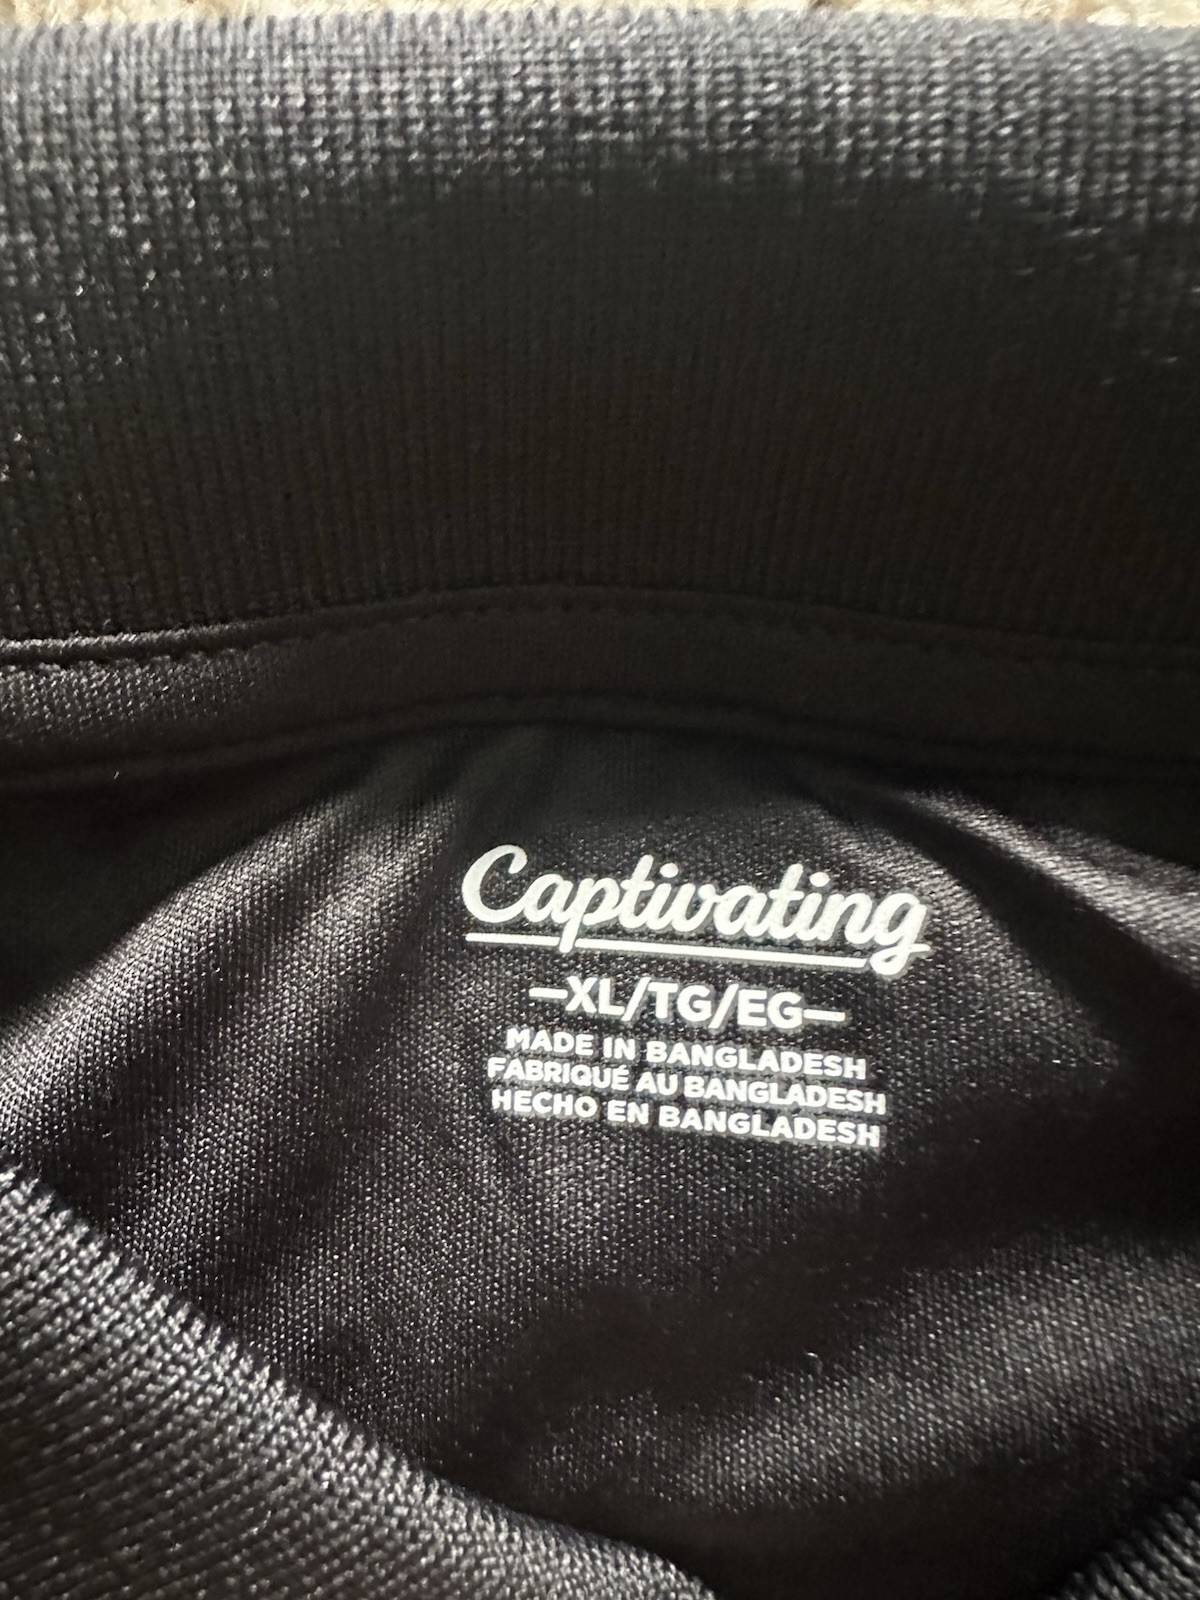 Captivating
—XL/TG/EG—
MADE IN BANGLADESH
FABRIQUÉ AU BANGLADESH
HECHO EN BANGLADESH